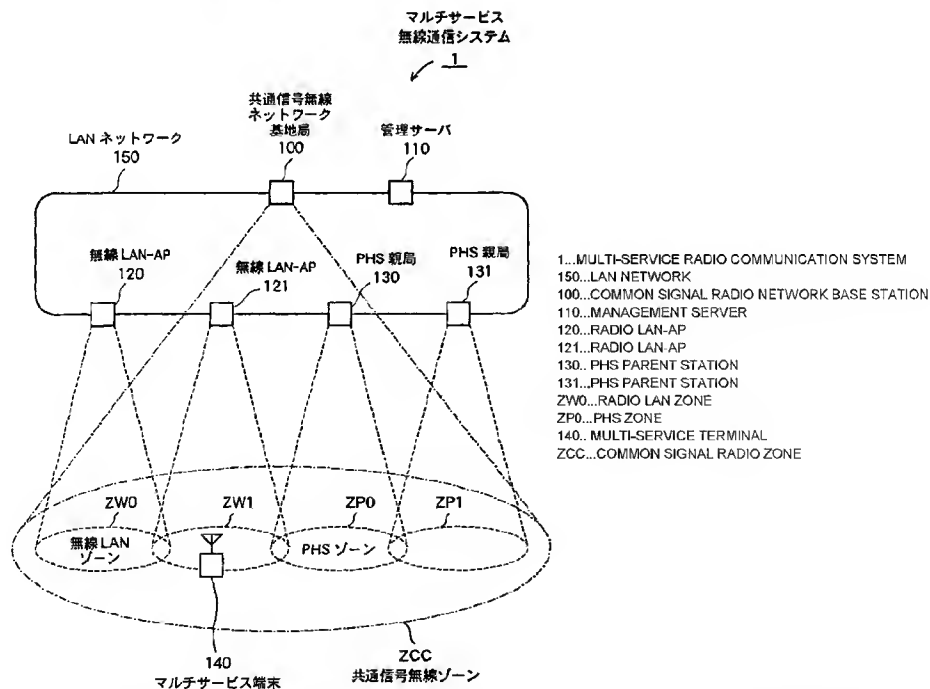 マルチサービス
無線通信システム
1
共通信号無線
ネットワーク
基地局
100
管理サーバ
110
LAN ネットワーク
150
無線 LAN-AP
120
無線 LAN-AP
121
PHS 親局
130
PHS 親局
131
1...MULTI-SERVICE RADIO COMMUNICATION SYSTEM
150...LAN NETWORK
100...COMMON SIGNAL RADIO NETWORK BASE STATION
110...MANAGEMENT SERVER
120...RADIO LAN-AP
121...RADIO LAN-AP
130.. PHS PARENT STATION
131...PHS PARENT STATION
ZW0...RADIO LAN ZONE
ZP0...PHS ZONE
140.. MULTI-SERVICE TERMINAL
ZCC...COMMON SIGNAL RADIO ZONE
ZW0
ZW1
ZP0
ZP1
無線 LAN
ゾーン
PHS ゾーン
140
マルチサービス端末
ZCC
共通信号無線ゾーン